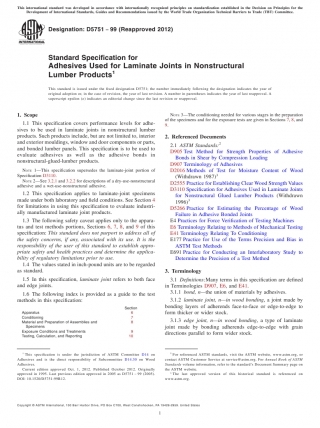 This international standard was developed in accordance with internationally recognized principles on standardization established in the Decision on Principles for the
Development of International Standards, Guides and Recommendations issued by the World Trade Organization Technical Barriers to Trade (TBT) Committee.
Designation: D5751 − 99 (Reapproved 2012)
Standard Specification for
Adhesives Used for Laminate Joints in Nonstructural
Lumber Products¹
This standard is issued under the fixed designation D5751; the number immediately following the designation indicates the year of
original adoption or, in the case of revision, the year of last revision. A number in parentheses indicates the year of last reapproval. A
superscript epsilon (ε) indicates an editorial change since the last revision or reapproval.
1. Scope
1.1 This specification covers performance levels for adhe-
sives to be used in laminate joints in nonstructural lumber
products. Such products include, but are not limited to, interior
and exterior mouldings, window and door components or parts,
and bonded lumber panels. This specification is to be used to
evaluate adhesives as well as the adhesive bonds in
nonstructural-glued-lumber products.
NOTE 1—This specification supersedes the laminate-joint portion of
Specification D3110.
NOTE 2—See 3.2.1 and 3.2.2 for description of a dry-use nonstructural
adhesive and a wet-use nonstructural adhesive.
1.2 This specification applies to laminate-joint specimens
made under both laboratory and field conditions. See Section 5
for limitations in using this specification to evaluate industri-
ally manufactured laminate joint products.
1.3 The following safety caveat applies only to the appara-
tus and test methods portions, Sections 6, 7, 8, and 9 of this
specification: This standard does not purport to address all of
the safety concerns, if any, associated with its use. It is the
responsibility of the user of this standard to establish appro-
priate safety and health practices and determine the applica-
bility of regulatory limitations prior to use.
1.4 The values stated in inch-pound units are to be regarded
as standard.
1.5 In this specification, laminate joint refers to both face
and edge joints.
1.6 The following index is provided as a guide to the test
methods in this specification:
Section
Apparatus 6
Conditioning 7
Material and Preparation of Assemblies and 8
Specimens
Exposure Conditions and Treatments 8
Testing, Calculation, and Reporting 10
NOTE 3—The conditioning needed for various stages in the preparation
of the specimens and for the exposure tests are given in Sections 7, 8, and
9.
2. Referenced Documents
2.1 ASTM Standards:²
D905 Test Method for Strength Properties of Adhesive
Bonds in Shear by Compression Loading
D907 Terminology of Adhesives
D2016 Methods of Test for Moisture Content of Wood
(Withdrawn 1987)³
D2555 Practice for Establishing Clear Wood Strength Values
D3110 Specification for Adhesives Used in Laminate Joints
for Nonstructural Glued Lumber Products (Withdrawn
1996)³
D5266 Practice for Estimating the Percentage of Wood
Failure in Adhesive Bonded Joints
E4 Practices for Force Verification of Testing Machines
E6 Terminology Relating to Methods of Mechanical Testing
E41 Terminology Relating To Conditioning
E177 Practice for Use of the Terms Precision and Bias in
ASTM Test Methods
E691 Practice for Conducting an Interlaboratory Study to
Determine the Precision of a Test Method
3. Terminology
3.1 Definitions: Many terms in this specification are defined
in Terminologies D907, E6, and E41.
3.1.1 bond, n—the union of materials by adhesives.
3.1.2 laminate joint, n—in wood bonding, a joint made by
bonding layers of adherends face-to-face or edge-to-edge to
form thicker or wider stock.
3.1.3 edge joint, n—in wood bonding, a type of laminate
joint made by bonding adherends edge-to-edge with grain
directions parallel to form wider stock.
¹ This specification is under the jurisdiction of ASTM Committee D14 on
Adhesives and is the direct responsibility of Subcommittee D14.30 on Wood
Adhesives.
Current edition approved Oct. 1, 2012. Published October 2012. Originally
approved in 1995. Last previous edition approved in 2005 as D5751 – 99 (2005).
DOI: 10.1520/D5751-99R12.
² For referenced ASTM standards, visit the ASTM website, www.astm.org, or
contact ASTM Customer Service at service@astm.org. For Annual Book of ASTM
Standards volume information, refer to the standard's Document Summary page on
the ASTM website.
³ The last approved version of this historical standard is referenced on
www.astm.org.
Copyright © ASTM International, 100 Barr Harbor Drive, PO Box C700, West Conshohocken, PA 19428-2959. United States
1